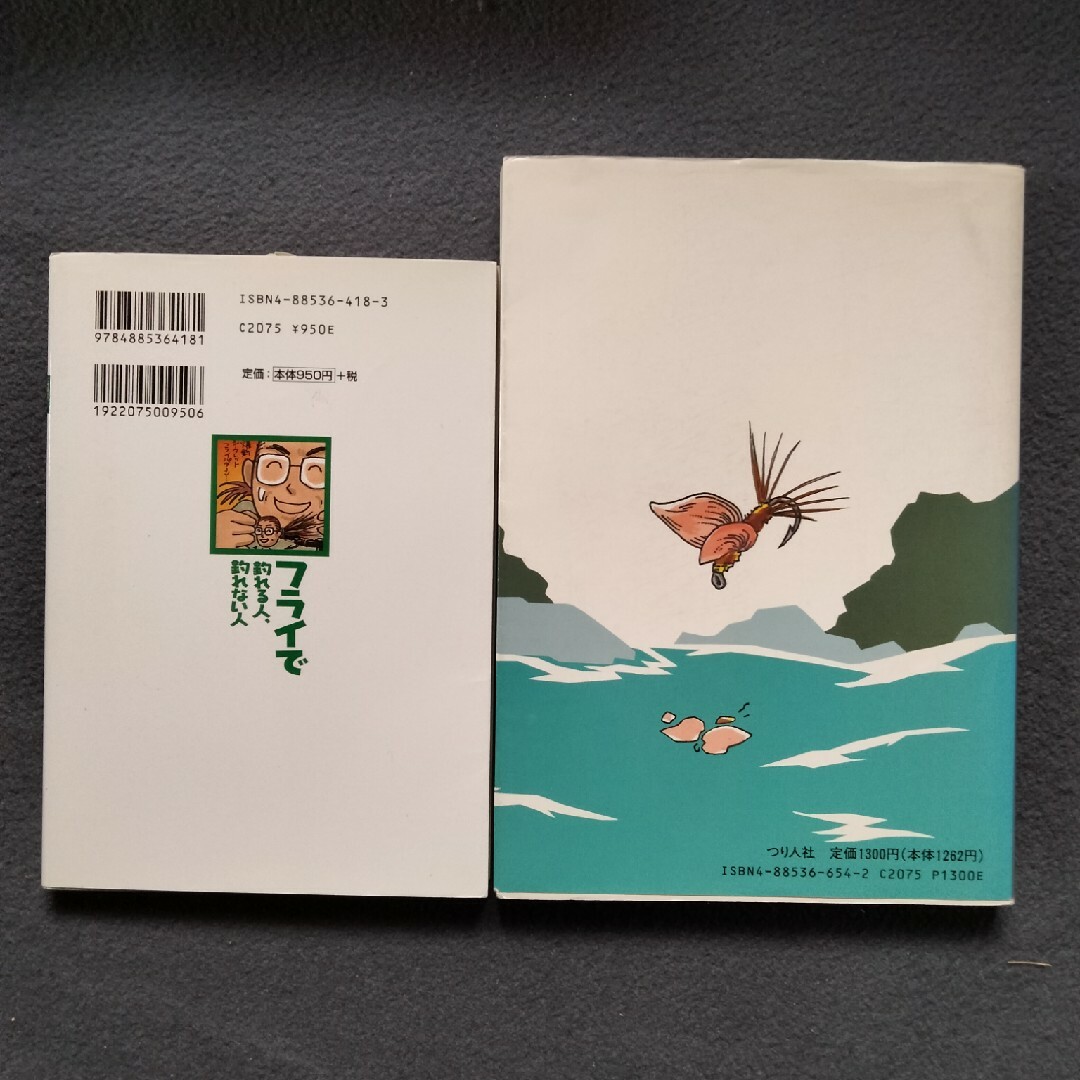 ISBN4-88536-418-3
C2075 ¥950E
9784885364181
定価:本体950円+税
1922075009506
フライで
釣れる人、
釣れない人
つり人社 定価1300円(本体1262円)
ISBN4-88536-654-2 C2075 P1300E